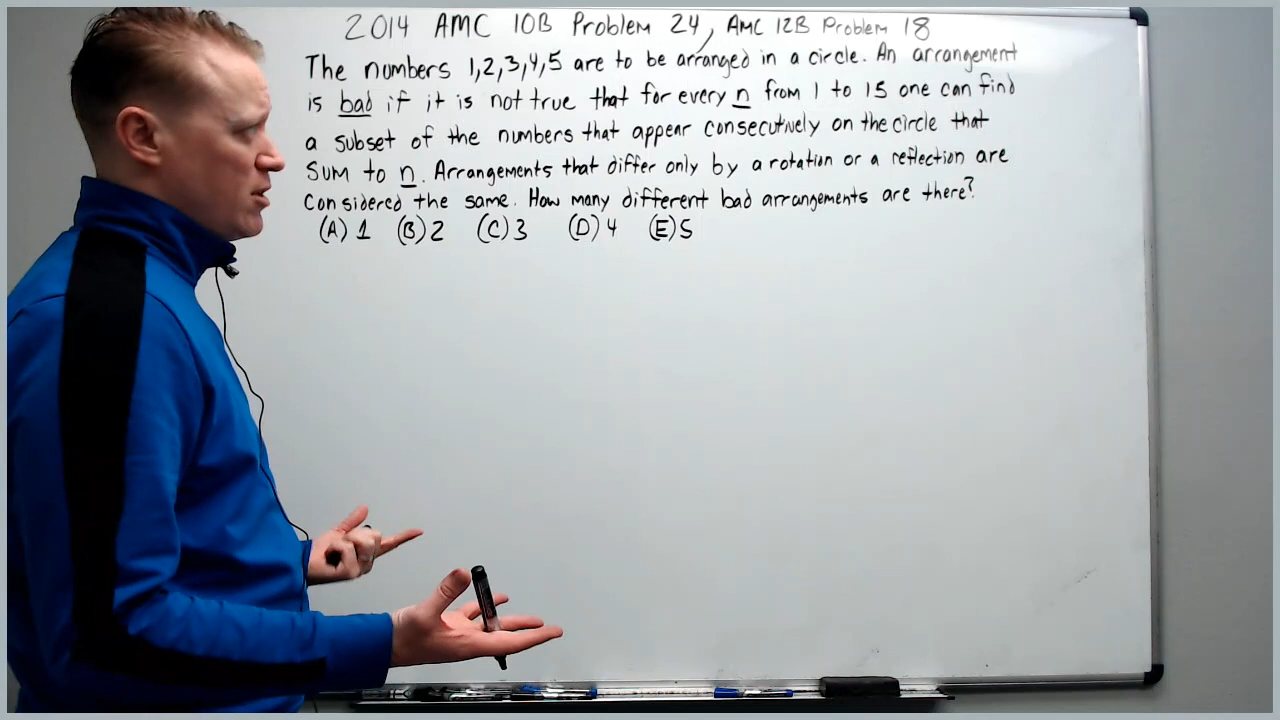 2014 AMC 10B Problem 24, AMC 12B Problem 18
The numbers 1,2,3,4,5 are to be arranged in a circle. An arrangement
is bad if it is not true that for every n from 1 to 15 one can find
a subset of the numbers that appear consecutively on the circle that
sum to n. Arrangements that differ only by a rotation or a reflection are
considered the same. How many different bad arrangements are there?
(A) 1 (B) 2 (C) 3 (D) 4 (E) 5